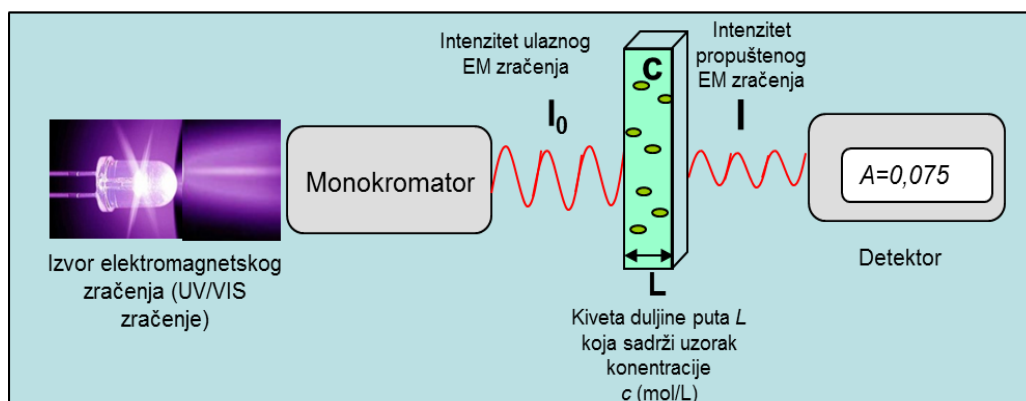 Intenzitet ulaznog
EM zračenja
Intenzitet
propuštenog
EM zračenja
I₀
C
I
Monokromator
A=0,075
Izvor elektromagnetskog
zračenja (UV/VIS
zračenje)
L
Detektor
Kiveta duljine puta L
koja sadrži uzorak
konentracije
c (mol/L)